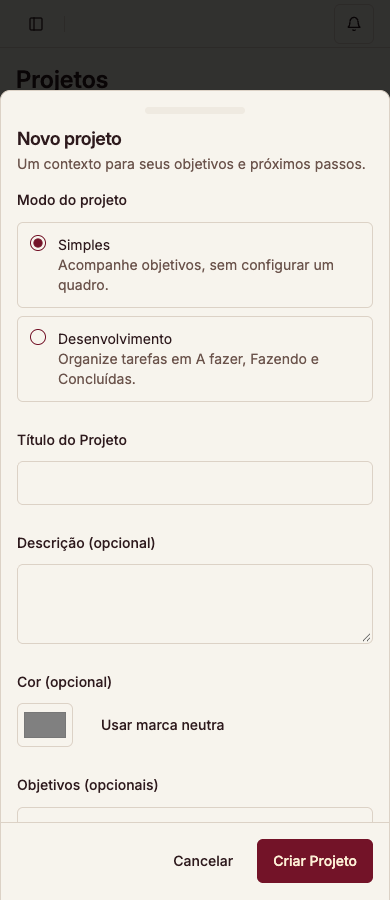 Projetos
Novo projeto
Um contexto para seus objetivos e próximos passos.
Modo do projeto
Simples
Acompanhe objetivos, sem configurar um
quadro.
Desenvolvimento
Organize tarefas em A fazer, Fazendo e
Concluídas.
Título do Projeto
Descrição (opcional)
Cor (opcional)
Usar marca neutra
Objetivos (opcionais)
Cancelar
Criar Projeto